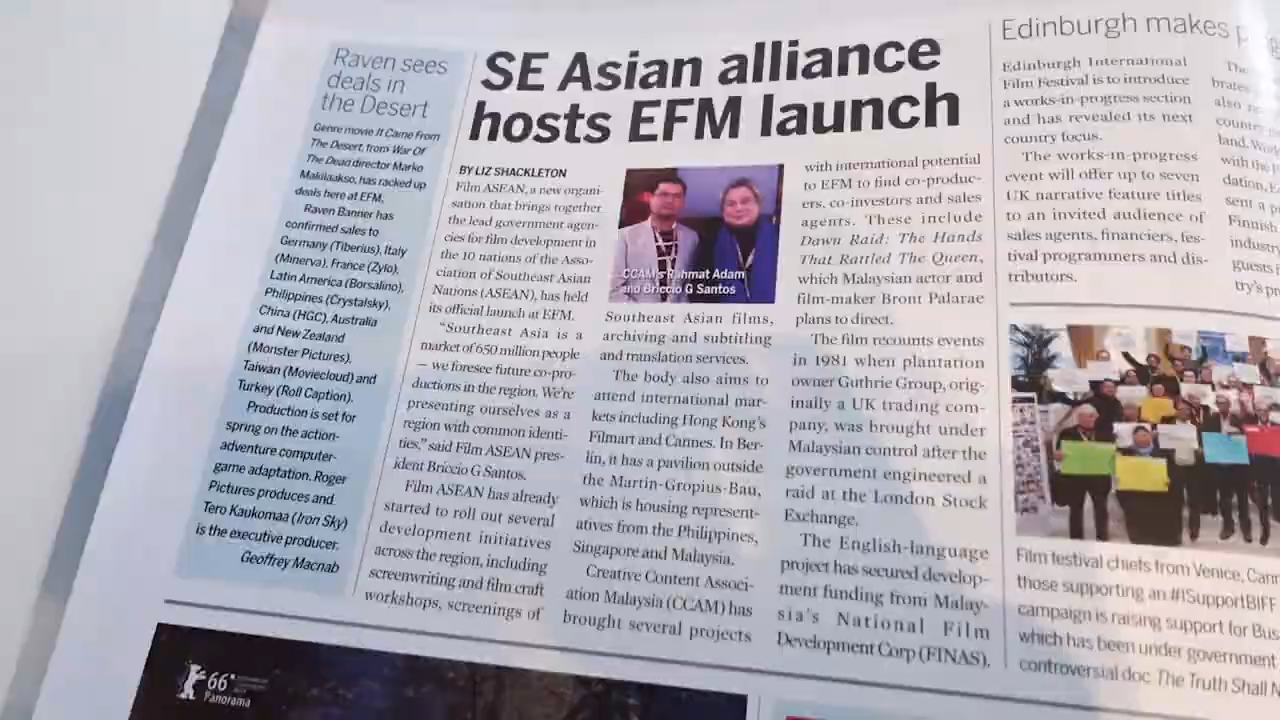 Raven sees
deals in
the Desert
Genre movie It Came From
The Desert, from War Of
The Dead director Marko
Makilaakso, has racked up
deals here at EFM.
Raven Banner has
confirmed sales to
Germany (Tiberius), Italy
(Minerva), France (Zylo),
Latin America (Borsalino),
Philippines (Crystalsky),
China (HGC), Australia
and New Zealand
(Monster Pictures),
Taiwan (Moviecloud) and
Turkey (Roll Caption).
Production is set for
spring on the action-
adventure computer-
game adaptation. Roger
Pictures produces and
Tero Kaukomaa (Iron Sky)
is the executive producer.
Geoffrey Macnab
SE Asian alliance
hosts EFM launch
BY LIZ SHACKLETON
Film ASEAN, a new organi-
sation that brings together
the lead government agen-
cies for film development in
the 10 nations of the Asso-
ciation of Southeast Asian
Nations (ASEAN), has held
its official launch at EFM.
"Southeast Asia is a
market of 650 million people
— we foresee future co-pro-
ductions in the region. We're
presenting ourselves as a
region with common identi-
ties," said Film ASEAN pres-
ident Briccio G Santos.
Film ASEAN has already
started to roll out several
development initiatives
across the region, including
screenwriting and film craft
workshops, screenings of
CCAM's Rahmat Adam
and Briccio G Santos
Southeast Asian films,
archiving and subtitling
and translation services.
The body also aims to
attend international mar-
kets including Hong Kong's
Filmart and Cannes. In Ber-
lin, it has a pavilion outside
the Martin-Gropius-Bau,
which is housing represent-
atives from the Philippines,
Singapore and Malaysia.
Creative Content Associ-
ation Malaysia (CCAM) has
brought several projects
with international potential
to EFM to find co-produc-
ers, co-investors and sales
agents. These include
Dawn Raid: The Hands
That Rattled The Queen,
which Malaysian actor and
film-maker Bront Palarae
plans to direct.
The film recounts events
in 1981 when plantation
owner Guthrie Group, orig-
inally a UK trading com-
pany, was brought under
Malaysian control after the
government engineered a
raid at the London Stock
Exchange.
The English-language
project has secured develop-
ment funding from Malay-
sia's National Film
Development Corp (FINAS).
Edinburgh makes
Edinburgh International
Film Festival is to introduce
a works-in-progress section
and has revealed its next
country focus.
The works-in-progress
event will offer up to seven
UK narrative feature titles
to an invited audience of
sales agents, financiers, fes-
tival programmers and dis-
tributors.
The
brates
also
country
land.
with the
sent a
Finnish
industry
guests
try's
Film festival chiefs from Venice,
those supporting an #ISupportBIFF
campaign is raising support for
which has been under government
controversial doc The Truth Shall
66
Panorama